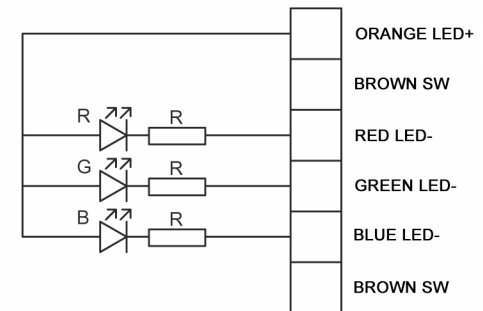 ORANGE LED+
BROWN SW
R R
RED LED-
G R
GREEN LED-
B R
BLUE LED-
BROWN SW